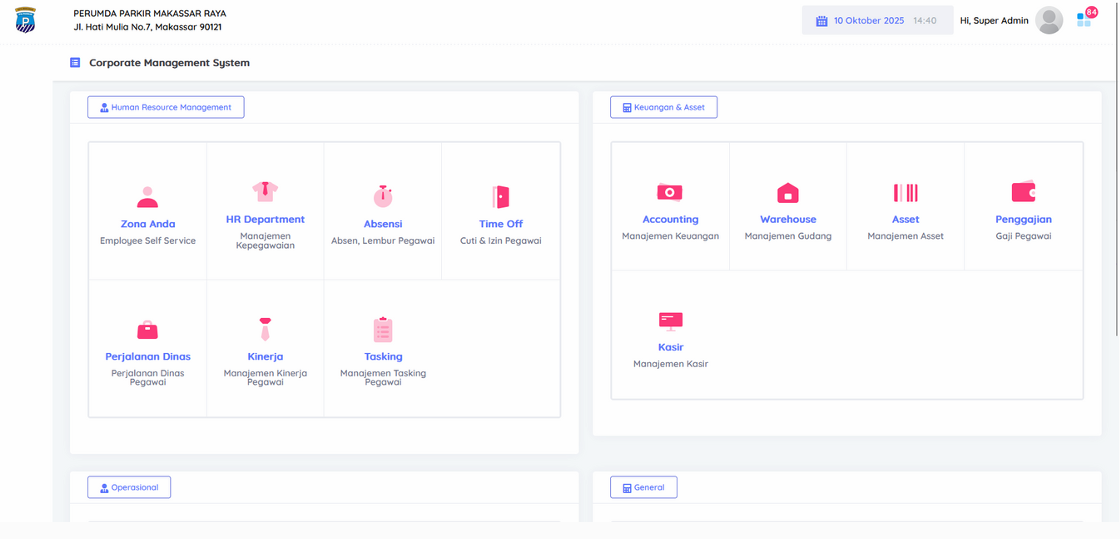 PERUMDA PARKIR MAKASSAR RAYA
Jl. Hati Mulia No.7, Makassar 90121
10 Oktober 2025 14:40
Hi, Super Admin
84
Corporate Management System
Human Resource Management
Zona Anda
Employee Self Service
HR Department
Manajemen
Kepegawaian
Absensi
Absen, Lembur Pegawai
Time Off
Cuti & Izin Pegawai
Perjalanan Dinas
Perjalanan Dinas
Pegawai
Kinerja
Manajemen Kinerja
Pegawai
Tasking
Manajemen Tasking
Pegawai
Keuangan & Asset
Accounting
Manajemen Keuangan
Warehouse
Manajemen Gudang
Asset
Manajemen Asset
Penggajian
Gaji Pegawai
Kasir
Manajemen Kasir
Operasional
General